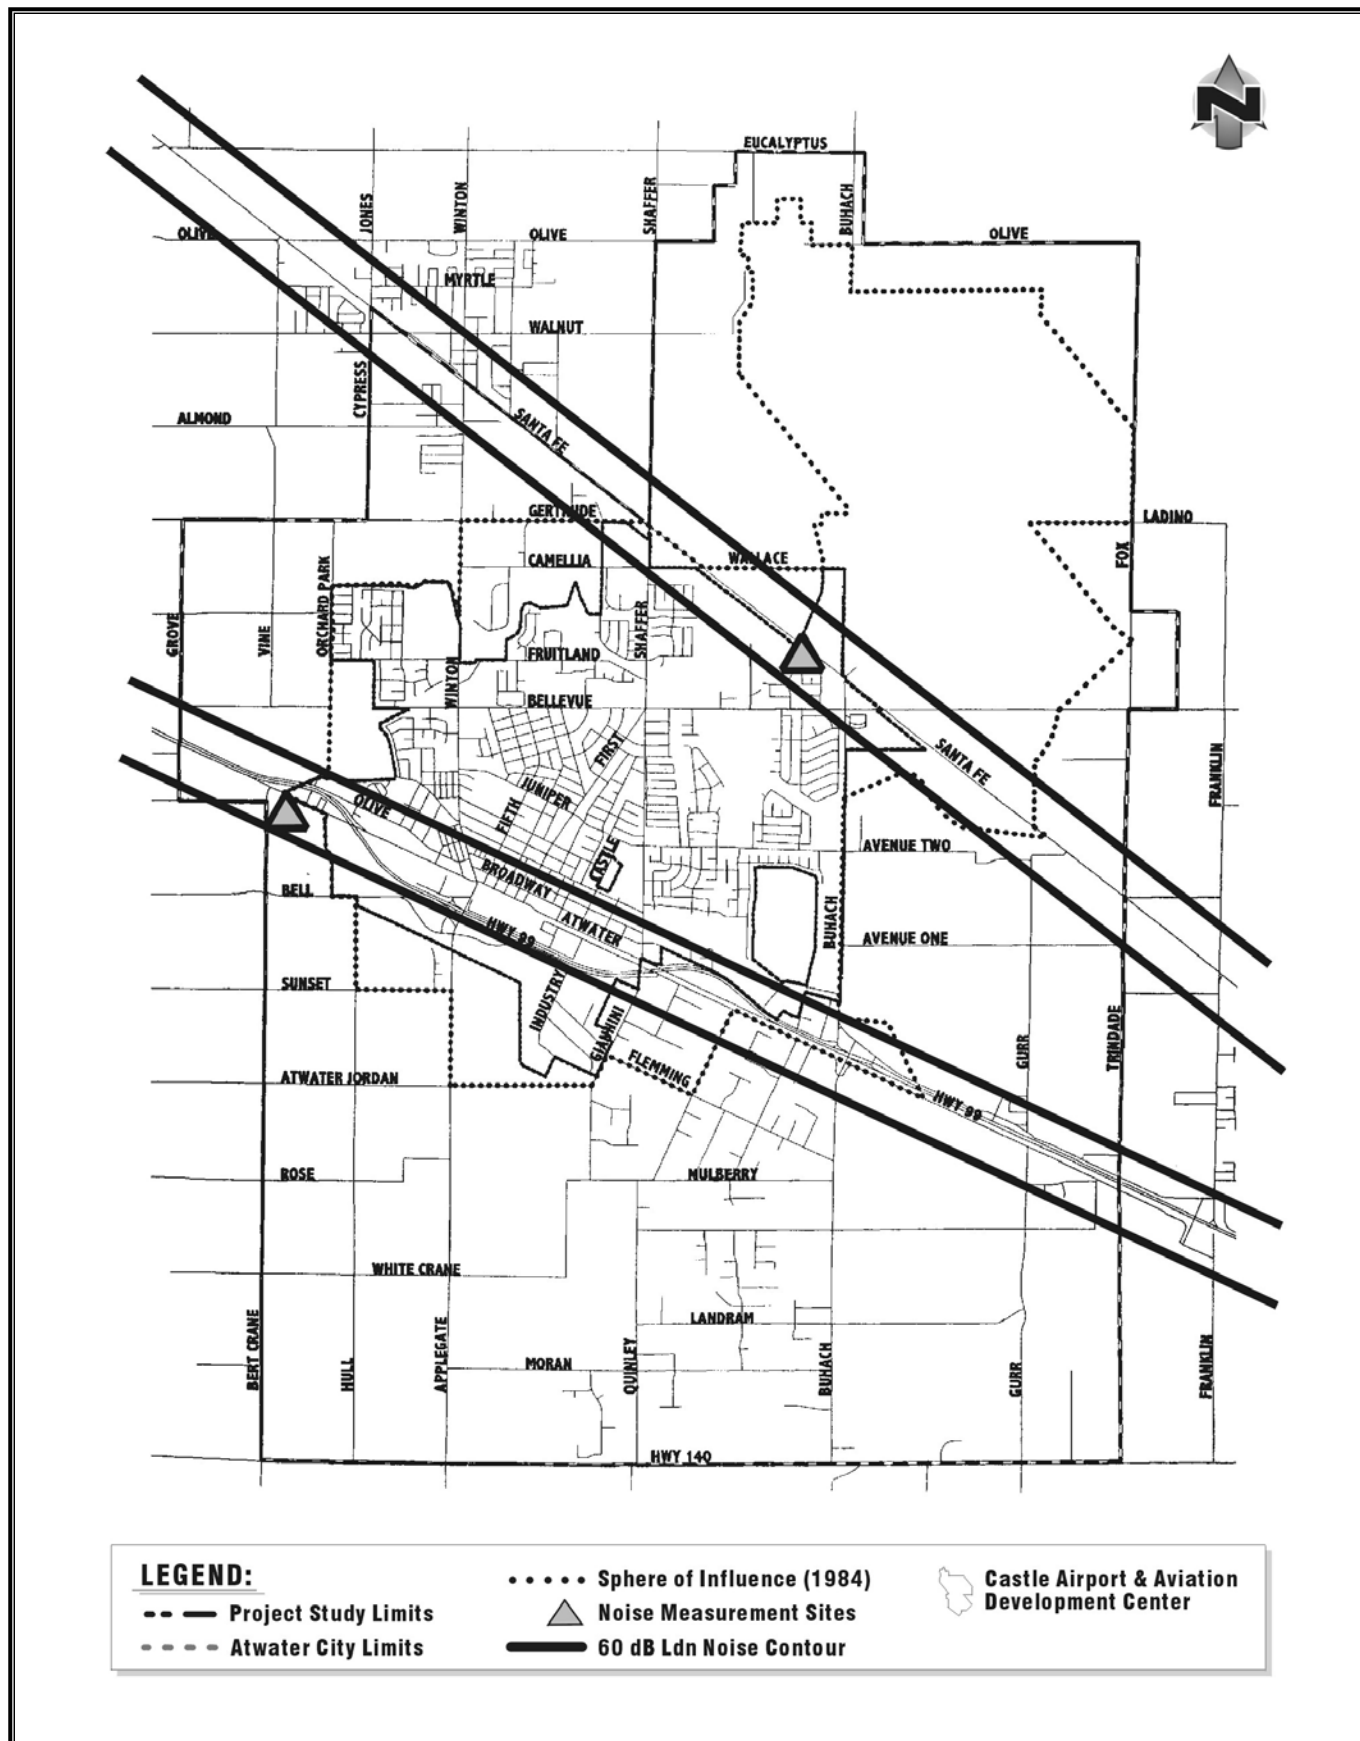 N
EUCALYPTUS
JONES
WINTON
SHAFFER
BUHACH
OLIVE
OLIVE
OLIVE
MYRTLE
WALNUT
CYPRESS
ALMOND
SANTA FE
GERTRUDE
LADINO
CAMELLIA
WALLACE
FOX
ORCHARD PARK
GROVE
VINE
SHAFFER
FRUITLAND
WINTON
BELLEVUE
FIRST
SANTA FE
FRANKLIN
JUNIPER
OLIVE
FIFTH
CASTLE
AVENUE TWO
BROADWAY
BELL
ATWATER
HWY 99
BUHACH
AVENUE ONE
SUNSET
INDUSTRY
GIANNINI
GURR
TRINDADE
FLEMMING
ATWATER JORDAN
HWY 99
ROSE
MULBERRY
WHITE CRANE
LANDRAM
BERT CRANE
HULL
APPLEGATE
MORAN
QUINLEY
BUHACH
GURR
FRANKLIN
HWY 140
LEGEND:
Project Study Limits
Atwater City Limits
Sphere of Influence (1984)
Noise Measurement Sites
60 dB Ldn Noise Contour
Castle Airport & Aviation
Development Center